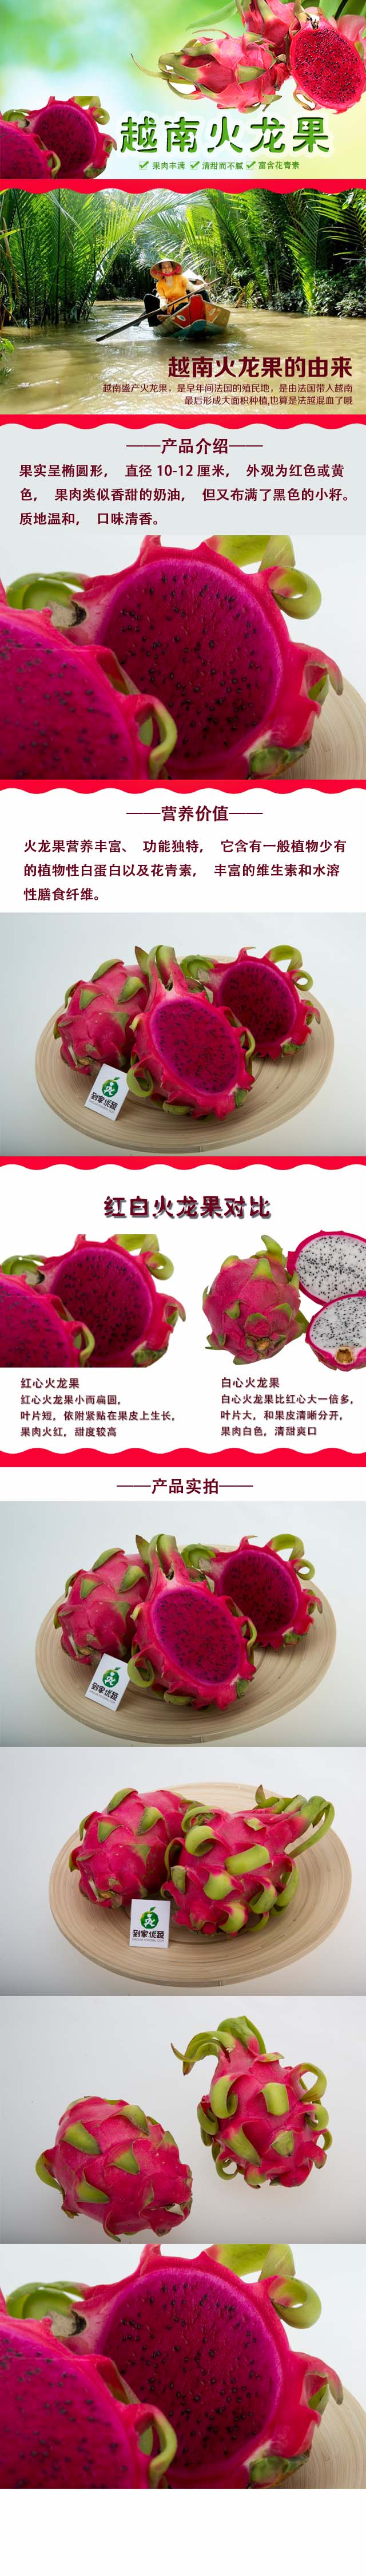 越南火龙果
果肉丰满 清甜而不腻 富含花青素
越南火龙果的由来
越南盛产火龙果，是早年间法国的殖民地，是由法国带人越南
最后形成大面积种植,也算是法越混血了哦
——产品介绍——
果实呈椭圆形， 直径 10-12 厘米， 外观为红色或黄
色， 果肉类似香甜的奶油， 但又布满了黑色的小籽。
质地温和， 口味清香。
——营养价值——
火龙果营养丰富、 功能独特， 它含有一般植物少有
的植物性白蛋白以及花青素， 丰富的维生素和水溶
性膳食纤维。
到家优蔬
红白火龙果对比
红心火龙果
红心火龙果小而扁圆，
叶片短，依附紧贴在果皮上生长，
果肉火红，甜度较高
白心火龙果
白心火龙果比红心大一倍多，
叶片大，和果皮清晰分开，
果肉白色，清甜爽口
——产品实拍——
到家优蔬
到家优蔬